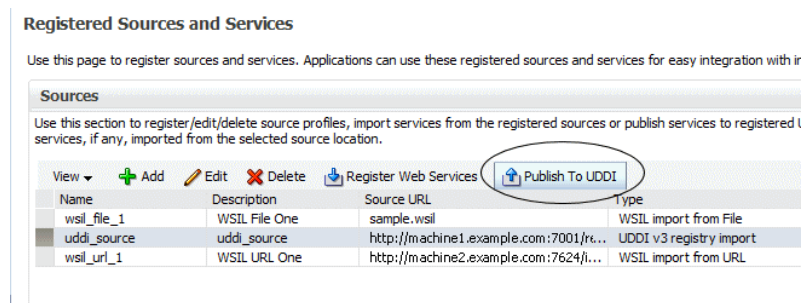 Registered Sources and Services
Use this page to register sources and services. Applications can use these registered sources and services for easy integration with
Sources
Use this section to register/edit/delete source profiles, import services from the registered sources or publish services to registered
services, if any, imported from the selected source location.
View Add Edit Delete Register Web Services Publish To UDDI
Name Description Source URL Type
wsil_file_1 WSIL File One sample.wsil WSIL import from File
uddi_source uddi_source http://machine1.example.com:7001/re... UDDI v3 registry import
wsil_url_1 WSIL URL One http://machine2.example.com:7624/i... WSIL import from URL